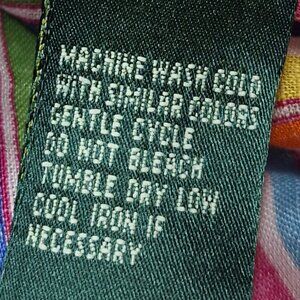 MACHINE WASH COLD
WITH SIMILAR COLORS
GENTLE CYCLE
DO NOT BLEACH
TUMBLE DRY LOW
COOL IRON IF
NECESSARY